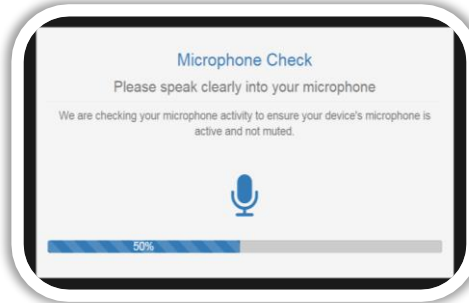 Microphone Check
Please speak clearly into your microphone
We are checking your microphone activity to ensure your device's microphone is
active and not muted.
50%